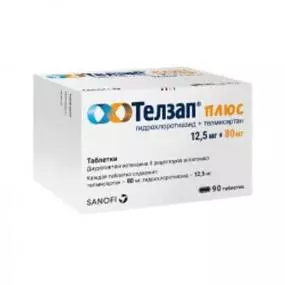 Телзап® плюс
гидрохлоротиазид + телмисартан
12,5 мг + 80 мг
Таблетки
Каждая таблетка содержит
телмисартан - 80 мг, гидрохлоротиазид - 12,5 мг
SANOFI
90 таблеток